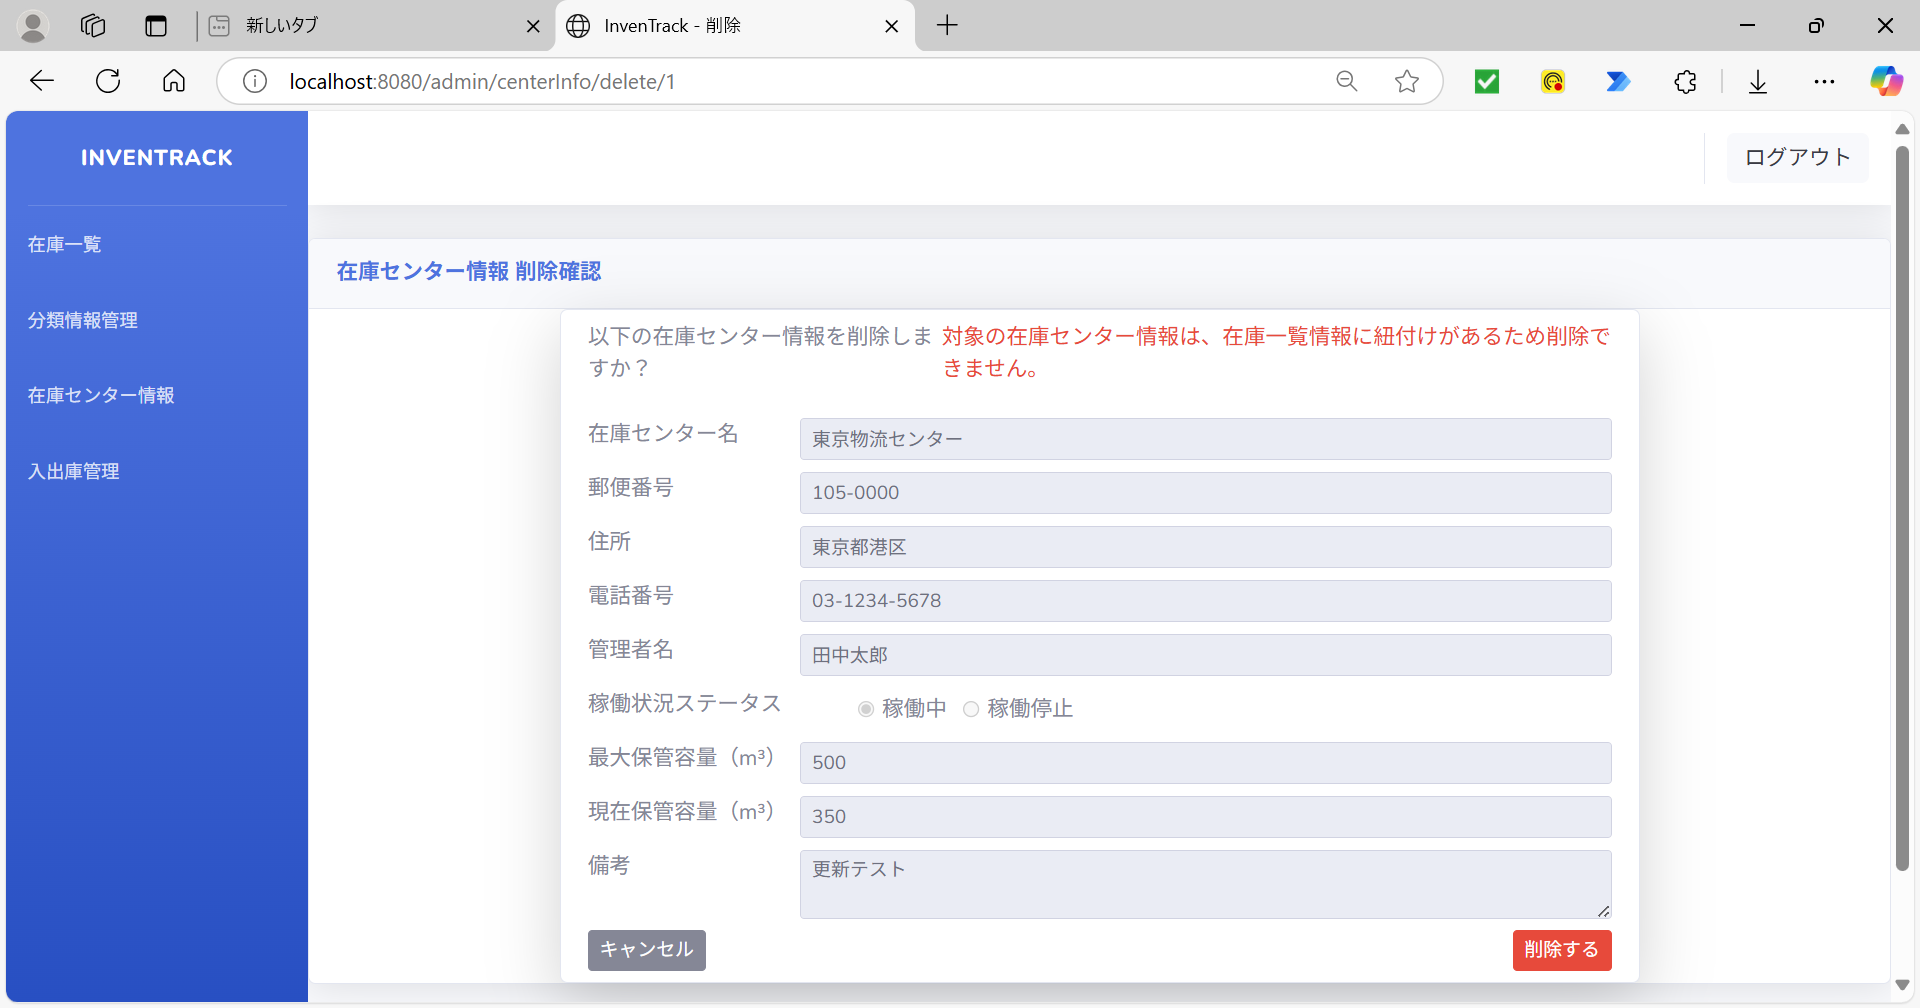 新しいタブ
InvenTrack - 削除
localhost:8080/admin/centerInfo/delete/1
INVENTRACK
ログアウト
在庫一覧
分類情報管理
在庫センター情報
入出庫管理
在庫センター情報 削除確認
以下の在庫センター情報を削除しま
すか？
対象の在庫センター情報は、在庫一覧情報に紐付けがあるため削除で
きません。
在庫センター名
東京物流センター
郵便番号
105-0000
住所
東京都港区
電話番号
03-1234-5678
管理者名
田中太郎
稼働状況ステータス
稼働中
稼働停止
最大保管容量（m³）
500
現在保管容量（m³）
350
備考
更新テスト
キャンセル
削除する